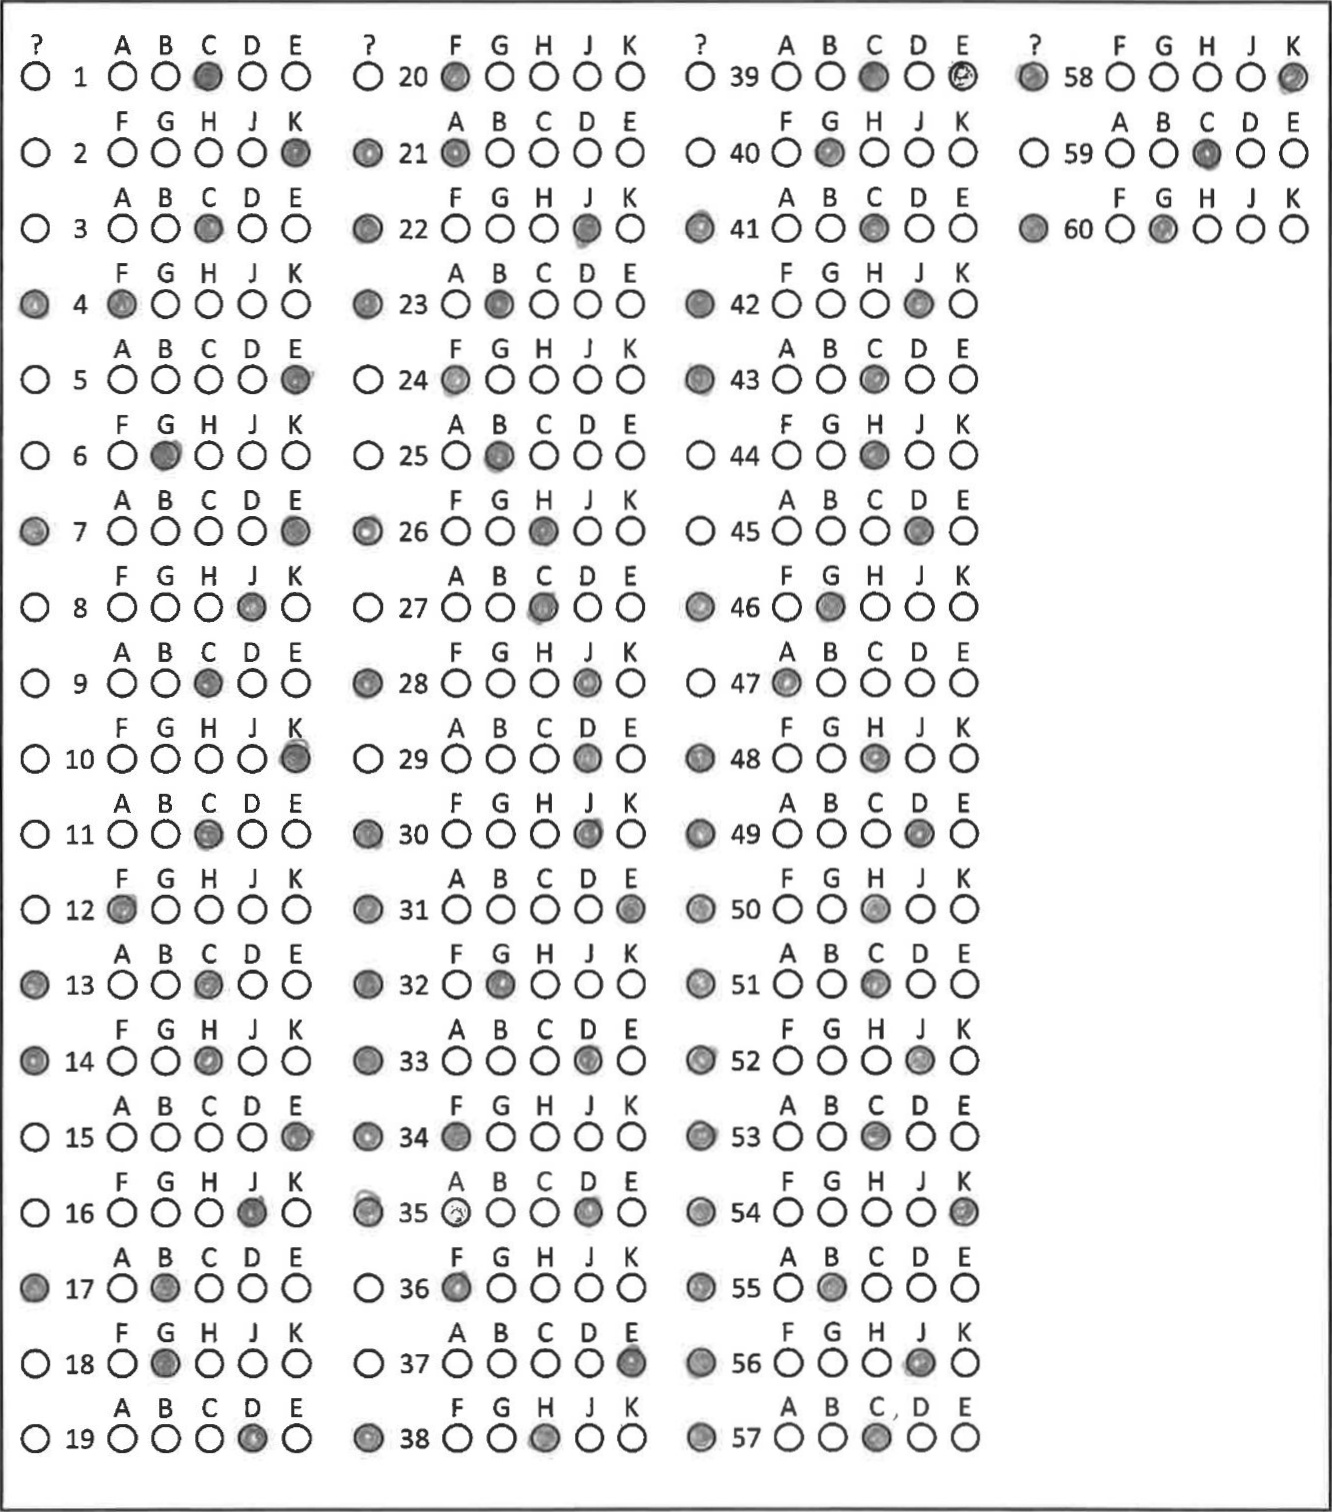 ? A B C D E
1
F G H J K
2
A B C D E
3
F G H J K
4
A B C D E
5
F G H J K
6
A B C D E
7
F G H J K
8
A B C D E
9
F G H J K
10
A B C D E
11
F G H J K
12
A B C D E
13
F G H J K
14
A B C D E
15
F G H J K
16
A B C D E
17
F G H J K
18
A B C D E
19
? F G H J K
20
A B C D E
21
F G H J K
22
A B C D E
23
F G H J K
24
A B C D E
25
F G H J K
26
A B C D E
27
F G H J K
28
A B C D E
29
F G H J K
30
A B C D E
31
F G H J K
32
A B C D E
33
F G H J K
34
A B C D E
35
F G H J K
36
A B C D E
37
F G H J K
38
? A B C D E
39
F G H J K
40
A B C D E
41
F G H J K
42
A B C D E
43
F G H J K
44
A B C D E
45
F G H J K
46
A B C D E
47
F G H J K
48
A B C D E
49
F G H J K
50
A B C D E
51
F G H J K
52
A B C D E
53
F G H J K
54
A B C D E
55
F G H J K
56
A B C D E
57
? F G H J K
58
A B C D E
59
F G H J K
60